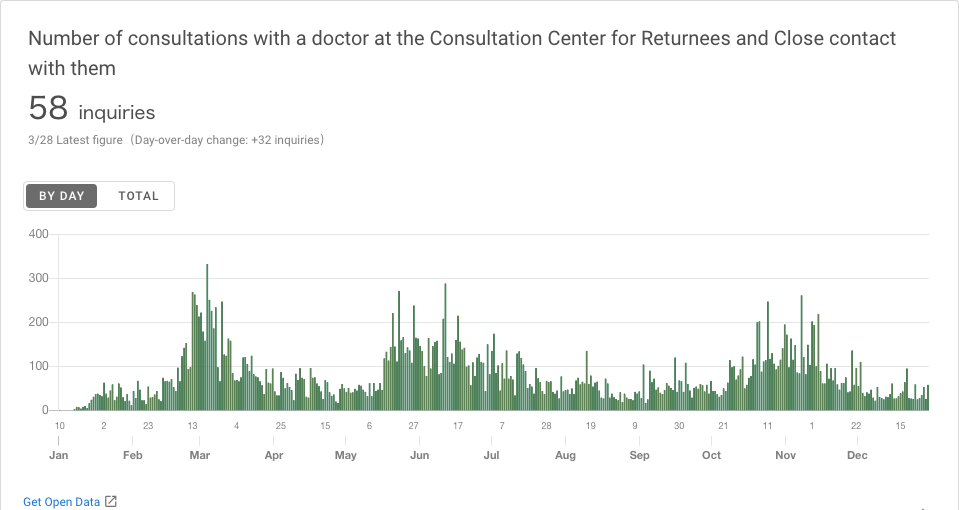 Number of consultations with a doctor at the Consultation Center for Returnees and Close contact
with them
58 inquiries
3/28 Latest figure（Day-over-day change: +32 inquiries）
BY DAY TOTAL
400
300
200
100
0
10 2 23 13 4 25 15 6 27 17 7 28 19 9 30 21 11 1 22 15
Jan Feb Mar Apr May Jun Jul Aug Sep Oct Nov Dec
Get Open Data